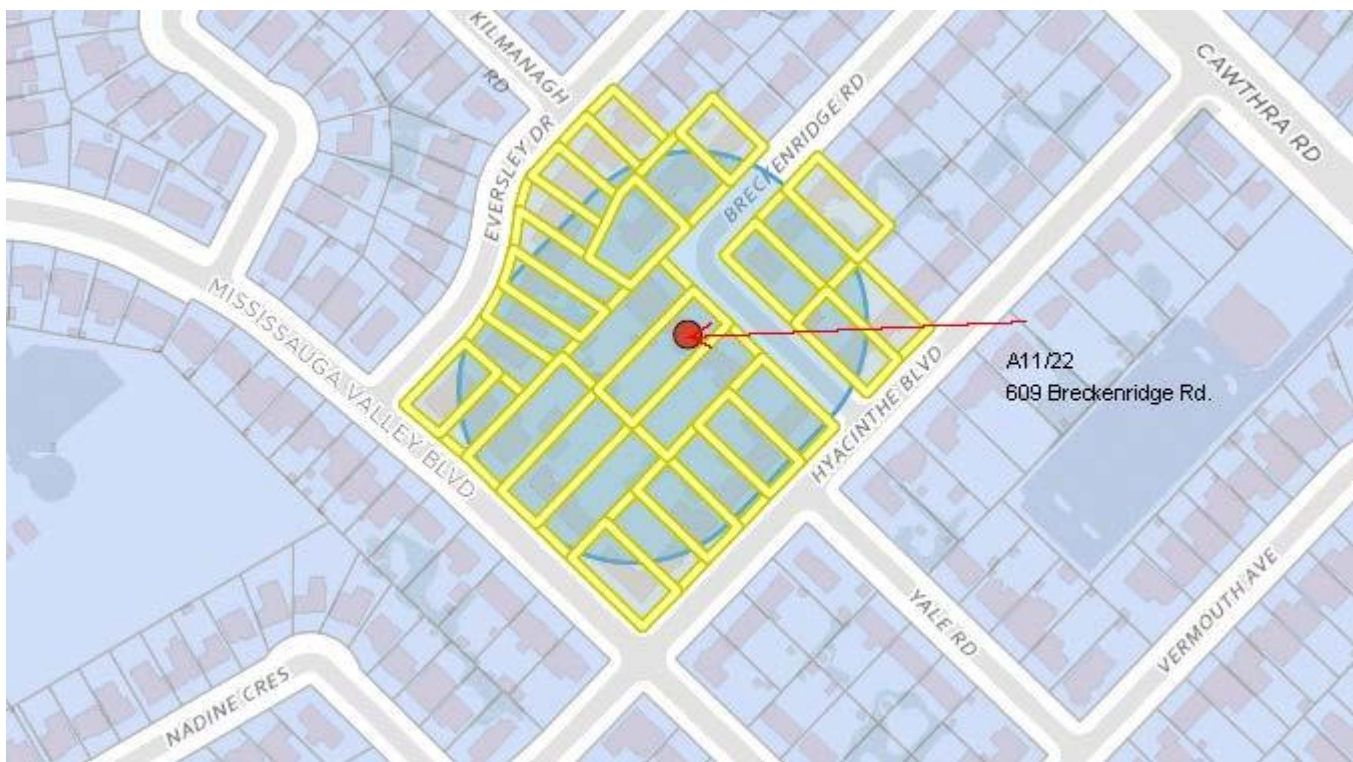 KILMANAGH
RD
CAWTHRA RD
EVERSLEY DR
BRECKENRIDGE RD
MISSISSAUGA VALLEY BLVD
A11/22
609 Breckenridge Rd.
HYACINTHE BLVD
YALE RD
VERMOUTH AVE
NADINE CRES